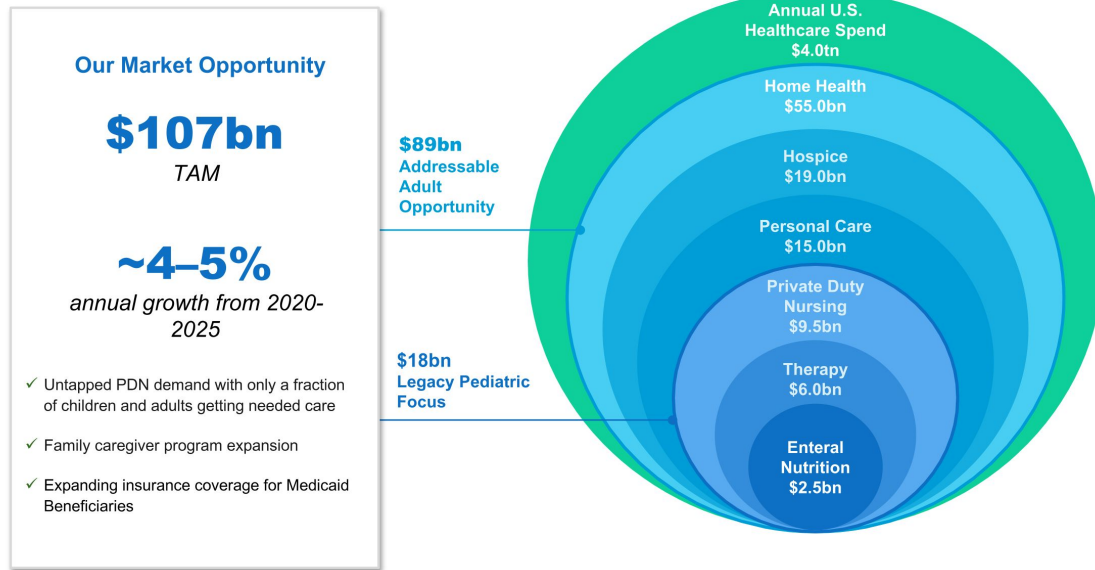 Our Market Opportunity
$107bn
TAM
~4–5%
annual growth from 2020-
2025
✓ Untapped PDN demand with only a fraction
of children and adults getting needed care
✓ Family caregiver program expansion
✓ Expanding insurance coverage for Medicaid
Beneficiaries
$89bn
Addressable
Adult
Opportunity
$18bn
Legacy Pediatric
Focus
Annual U.S.
Healthcare Spend
$4.0tn
Home Health
$55.0bn
Hospice
$19.0bn
Personal Care
$15.0bn
Private Duty
Nursing
$9.5bn
Therapy
$6.0bn
Enteral
Nutrition
$2.5bn